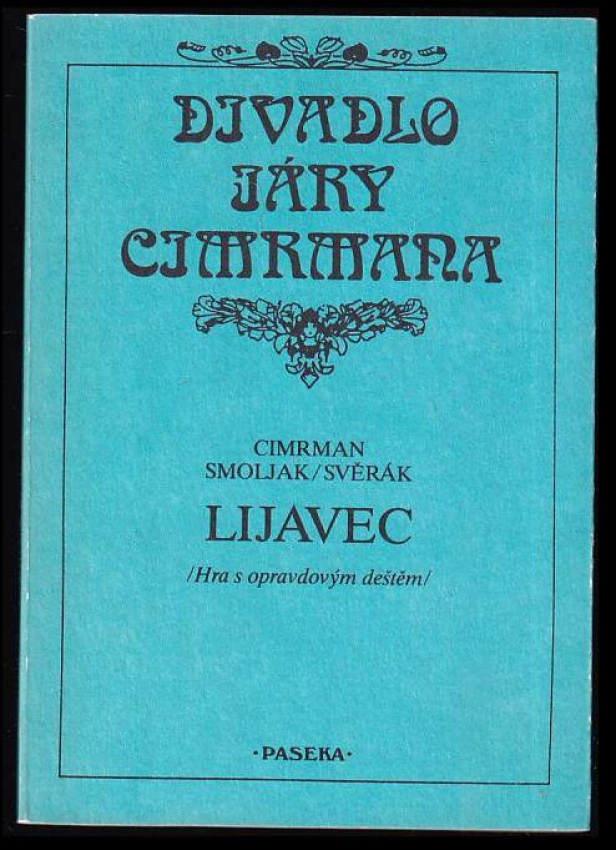 DIVADLO
JÁRY
CIMRMANA
CIMRMAN
SMOLJAK/SVĚRÁK
LIJAVEC
/Hra s opravdovým deštěm/
·PASEKA·